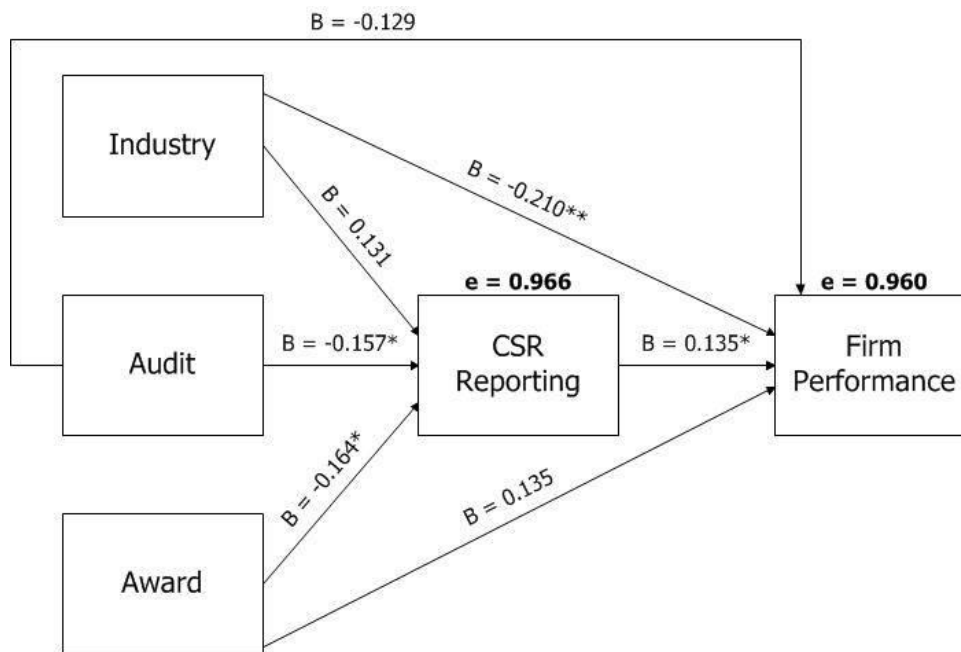 B = -0.129
Industry
B = -0.210**
B = 0.131
e = 0.966
e = 0.960
Audit
B = -0.157*
CSR
Reporting
B = 0.135*
Firm
Performance
B = -0.164*
B = 0.135
Award